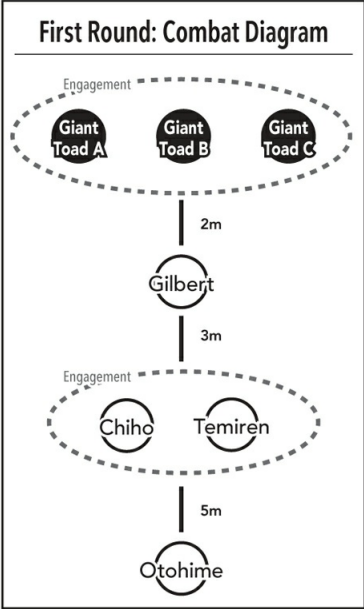 First Round: Combat Diagram
Engagement
Giant Giant Giant
Toad A Toad B Toad C
2m
Gilbert
3m
Engagement
Chiho Temiren
5m
Otohime